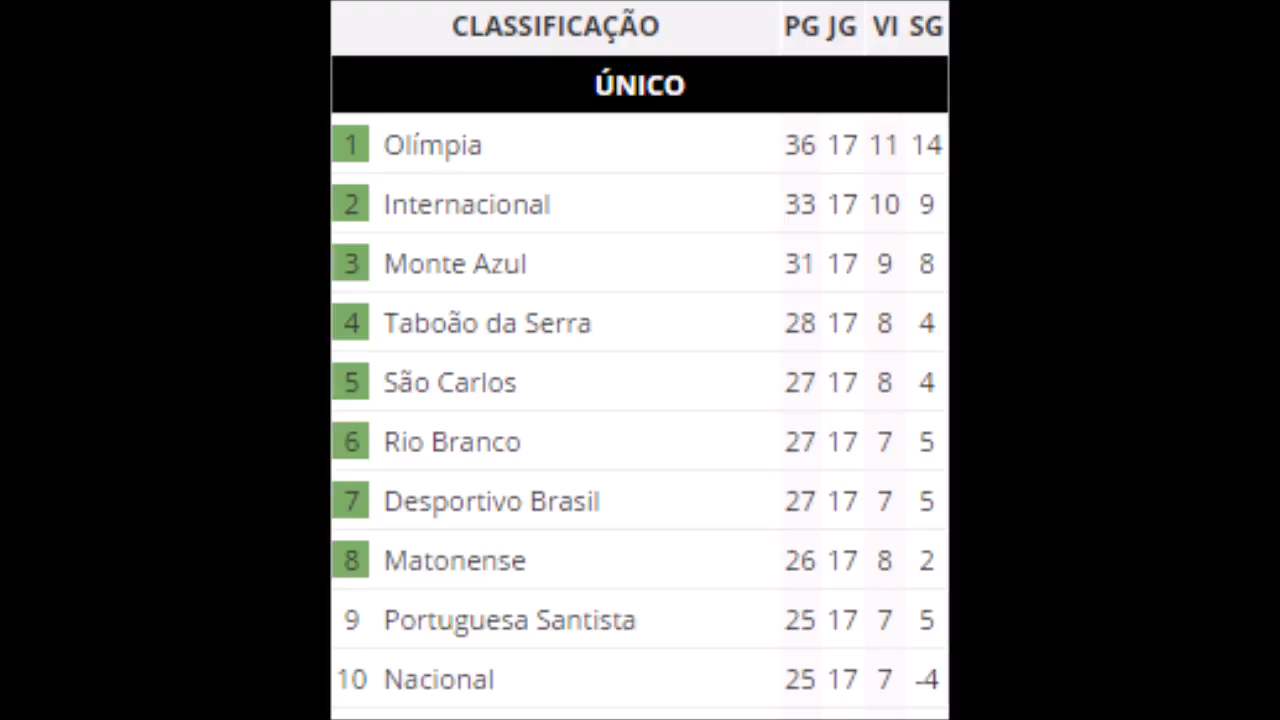 CLASSIFICAÇÃO PG JG VI SG
ÚNICO
1 Olímpia 36 17 11 14
2 Internacional 33 17 10 9
3 Monte Azul 31 17 9 8
4 Taboão da Serra 28 17 8 4
5 São Carlos 27 17 8 4
6 Rio Branco 27 17 7 5
7 Desportivo Brasil 27 17 7 5
8 Matonense 26 17 8 2
9 Portuguesa Santista 25 17 7 5
10 Nacional 25 17 7 -4